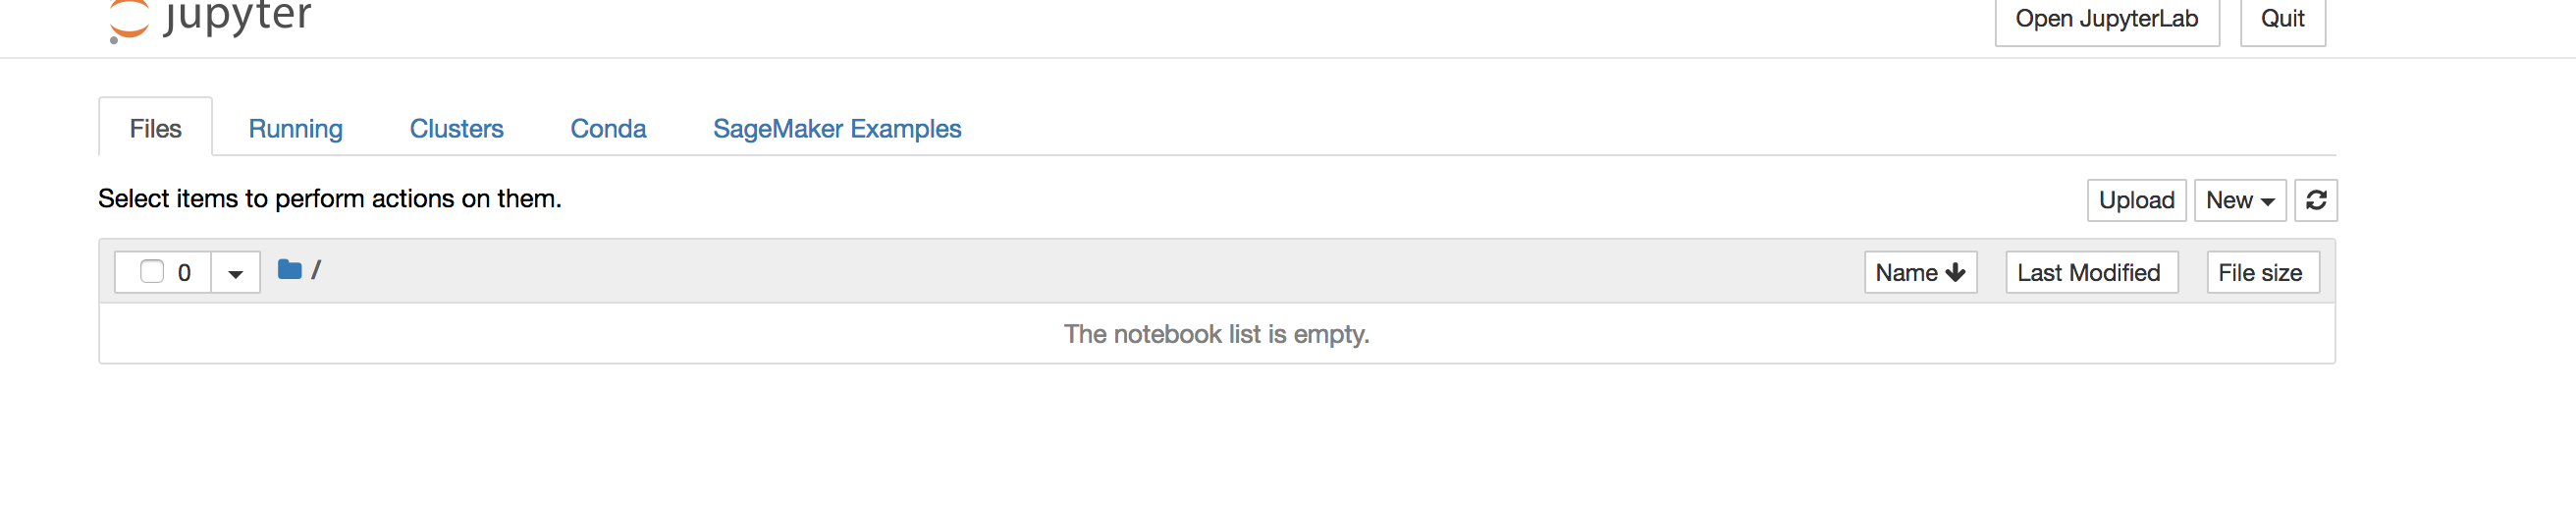 jupyter
Open JupyterLab
Quit
Files
Running
Clusters
Conda
SageMaker Examples
Select items to perform actions on them.
Upload
New
0
/
Name
Last Modified
File size
The notebook list is empty.